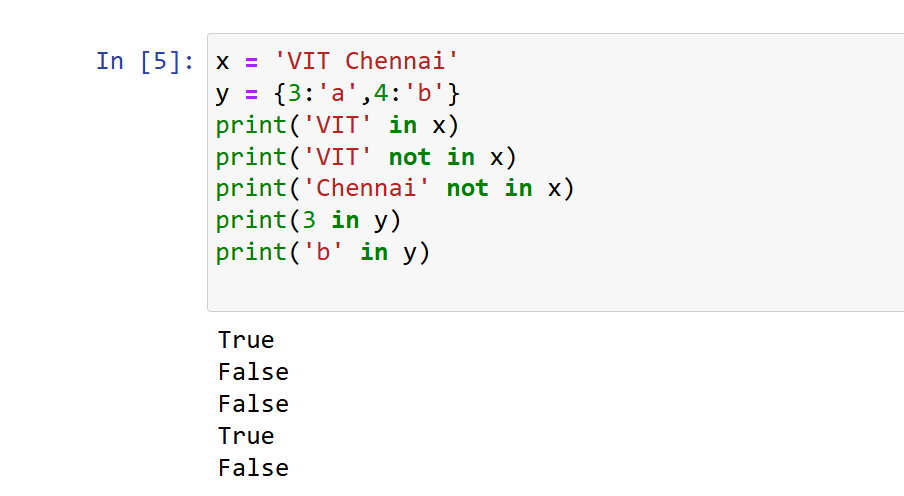 In [5]: x = 'VIT Chennai'
y = {3:'a',4:'b'}
print('VIT' in x)
print('VIT' not in x)
print('Chennai' not in x)
print(3 in y)
print('b' in y)
True
False
False
True
False